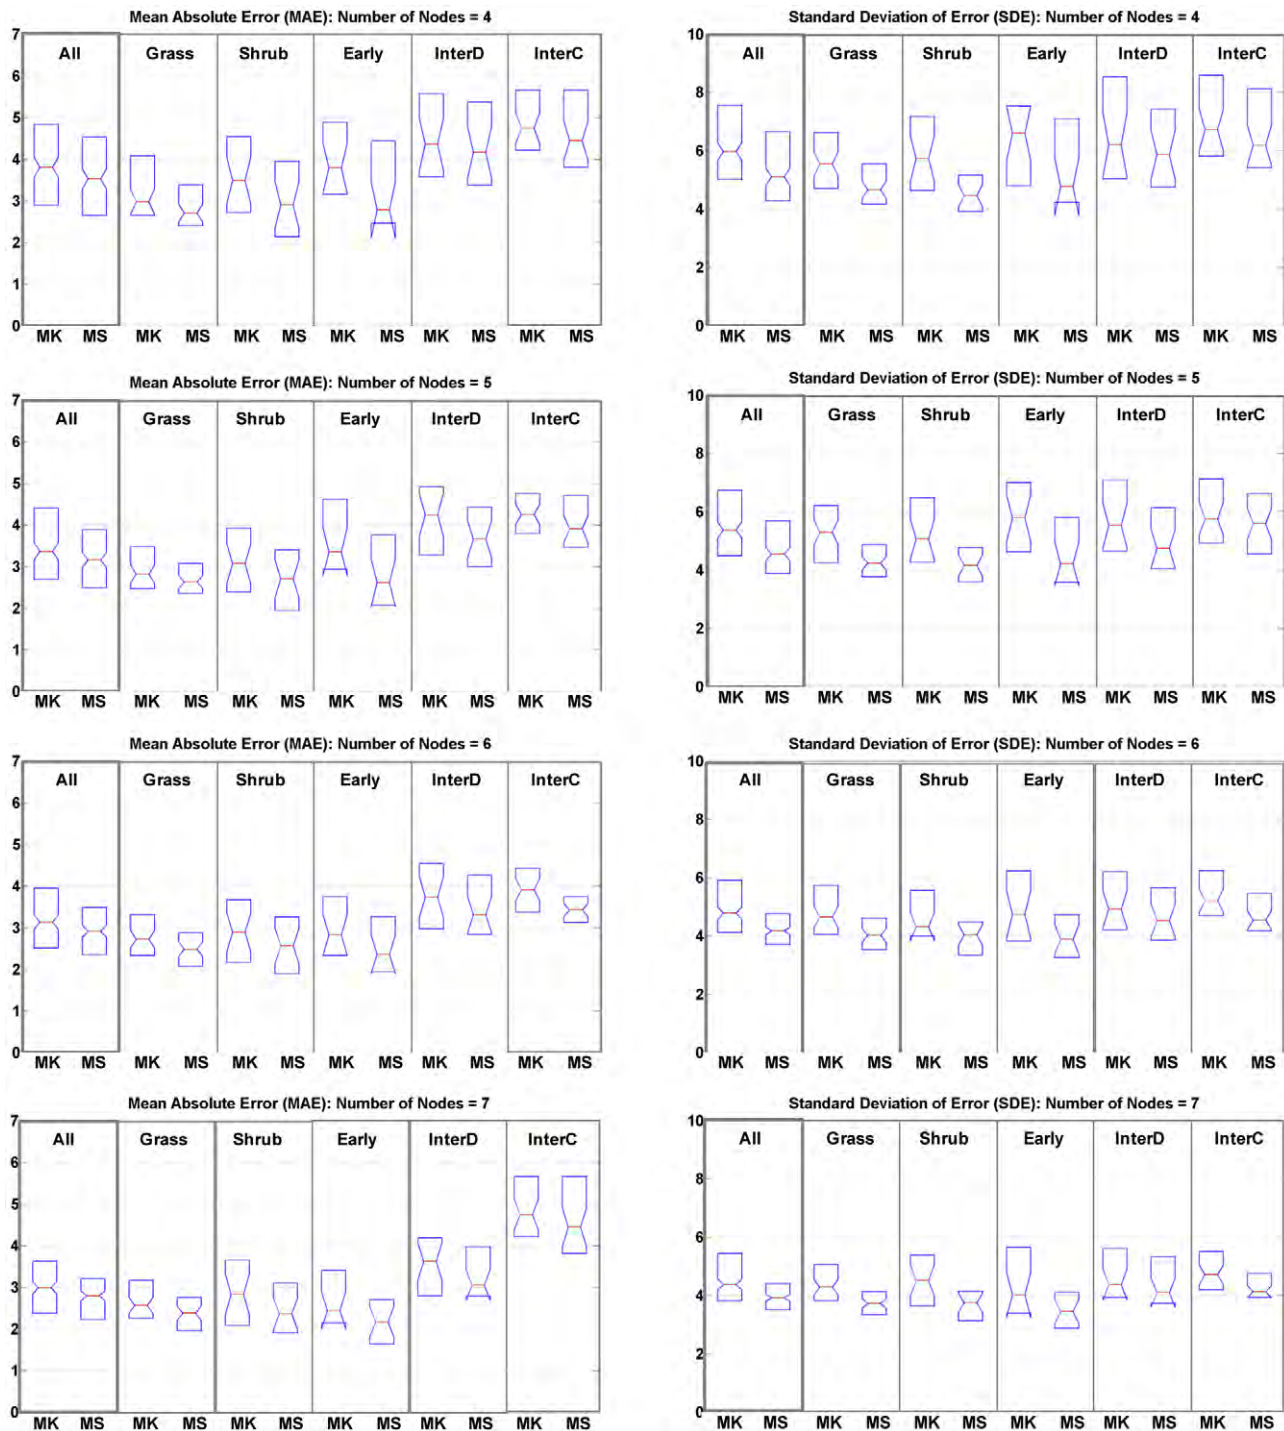 Mean Absolute Error (MAE): Number of Nodes = 4
7
All Grass Shrub Early InterD InterC
6
5
4
3
2
1
0
MK MS MK MS MK MS MK MS MK MS MK MS
Standard Deviation of Error (SDE): Number of Nodes = 4
10
All Grass Shrub Early InterD InterC
8
6
4
2
0
MK MS MK MS MK MS MK MS MK MS MK MS
Mean Absolute Error (MAE): Number of Nodes = 5
7
All Grass Shrub Early InterD InterC
6
5
4
3
2
1
0
MK MS MK MS MK MS MK MS MK MS MK MS
Standard Deviation of Error (SDE): Number of Nodes = 5
10
All Grass Shrub Early InterD InterC
8
6
4
2
0
MK MS MK MS MK MS MK MS MK MS MK MS
Mean Absolute Error (MAE): Number of Nodes = 6
7
All Grass Shrub Early InterD InterC
6
5
4
3
2
1
0
MK MS MK MS MK MS MK MS MK MS MK MS
Standard Deviation of Error (SDE): Number of Nodes = 6
10
All Grass Shrub Early InterD InterC
8
6
4
2
0
MK MS MK MS MK MS MK MS MK MS MK MS
Mean Absolute Error (MAE): Number of Nodes = 7
7
All Grass Shrub Early InterD InterC
6
5
4
3
2
1
0
MK MS MK MS MK MS MK MS MK MS MK MS
Standard Deviation of Error (SDE): Number of Nodes = 7
10
All Grass Shrub Early InterD InterC
8
6
4
2
0
MK MS MK MS MK MS MK MS MK MS MK MS